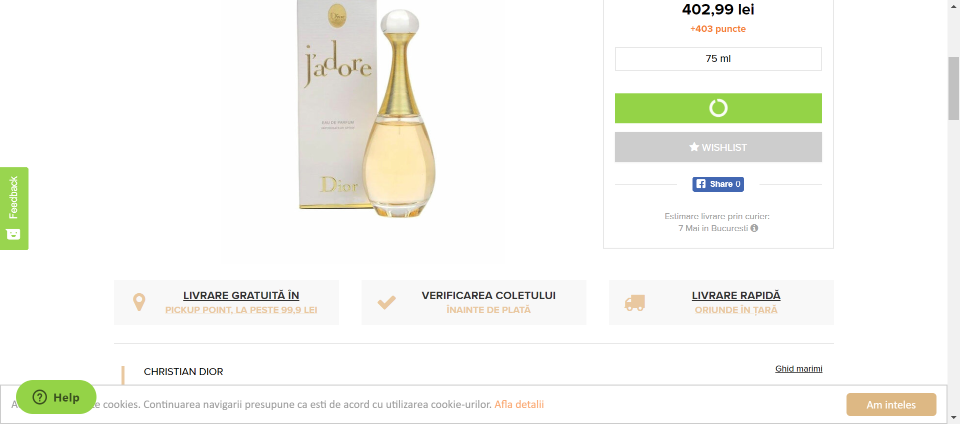 402,99 lei
+403 puncte
75 ml
WISHLIST
Share 0
Estimare livrare prin curier:
7 Mai in Bucuresti
Dior
j'adore
EAU DE PARFUM
Dior
Feedback
LIVRARE GRATUITĂ ÎN
PICKUP POINT, LA PESTE 99,9 LEI
VERIFICAREA COLETULUI
ÎNAINTE DE PLATĂ
LIVRARE RAPIDĂ
ORIUNDE ÎN ȚARĂ
CHRISTIAN DIOR
Ghid marimi
Help
cookies. Continuarea navigarii presupune ca esti de acord cu utilizarea cookie-urilor. Afla detalii
Am inteles